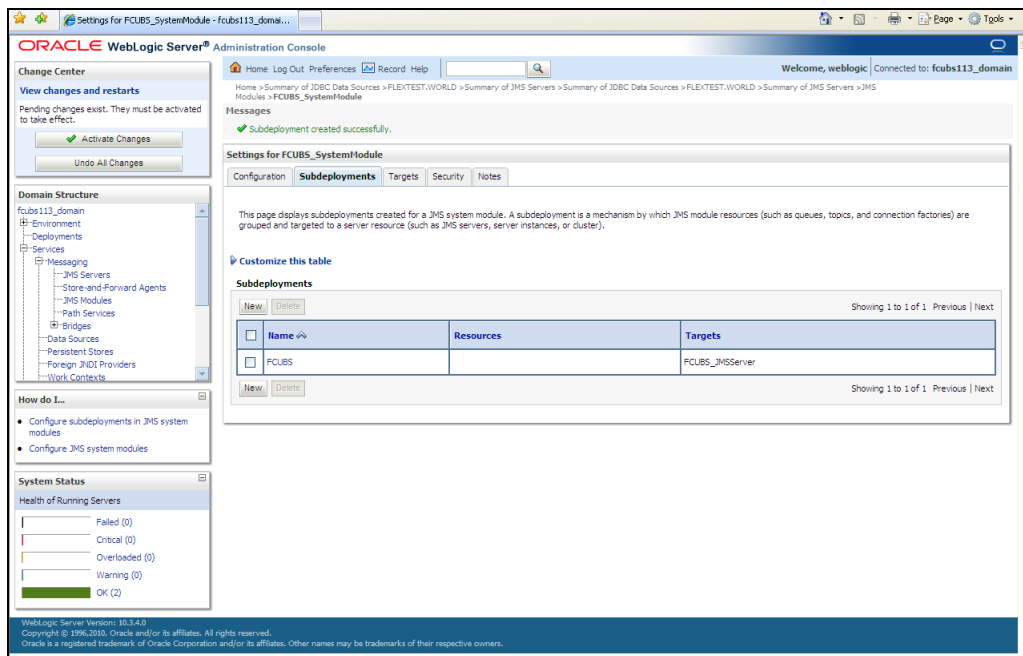 Settings for FCUBS_SystemModule - fcubs113_domai...
Page
Tools
ORACLE WebLogic Server® Administration Console
Change Center
View changes and restarts
Pending changes exist. They must be activated
to take effect.
Activate Changes
Undo All Changes
Domain Structure
fcubs113_domain
Environment
Deployments
Services
Messaging
JMS Servers
Store-and-Forward Agents
JMS Modules
Path Services
Bridges
Data Sources
Persistent Stores
Foreign JNDI Providers
Work Contexts
How do I...
Configure subdeployments in JMS system
modules
Configure JMS system modules
System Status
Health of Running Servers
Failed (0)
Critical (0)
Overloaded (0)
Warning (0)
OK (2)
Home Log Out Preferences Record Help
Welcome, weblogic Connected to: fcubs113_domain
Home >Summary of JDBC Data Sources >FLEXTEST.WORLD >Summary of JMS Servers >Summary of JDBC Data Sources >FLEXTEST.WORLD >Summary of JMS Servers >JMS
Modules >FCUBS_SystemModule
Messages
Subdeployment created successfully.
Settings for FCUBS_SystemModule
Configuration Subdeployments Targets Security Notes
This page displays subdeployments created for a JMS system module. A subdeployment is a mechanism by which JMS module resources (such as queues, topics, and connection factories) are
grouped and targeted to a server resource (such as JMS servers, server instances, or cluster).
Customize this table
Subdeployments
New Delete Showing 1 to 1 of 1 Previous | Next
Name Resources Targets
FCUBS FCUBS_JMSServer
New Delete Showing 1 to 1 of 1 Previous | Next
WebLogic Server Version: 10.3.4.0
Copyright © 1996,2010, Oracle and/or its affiliates. All rights reserved.
Oracle is a registered trademark of Oracle Corporation and/or its affiliates. Other names may be trademarks of their respective owners.